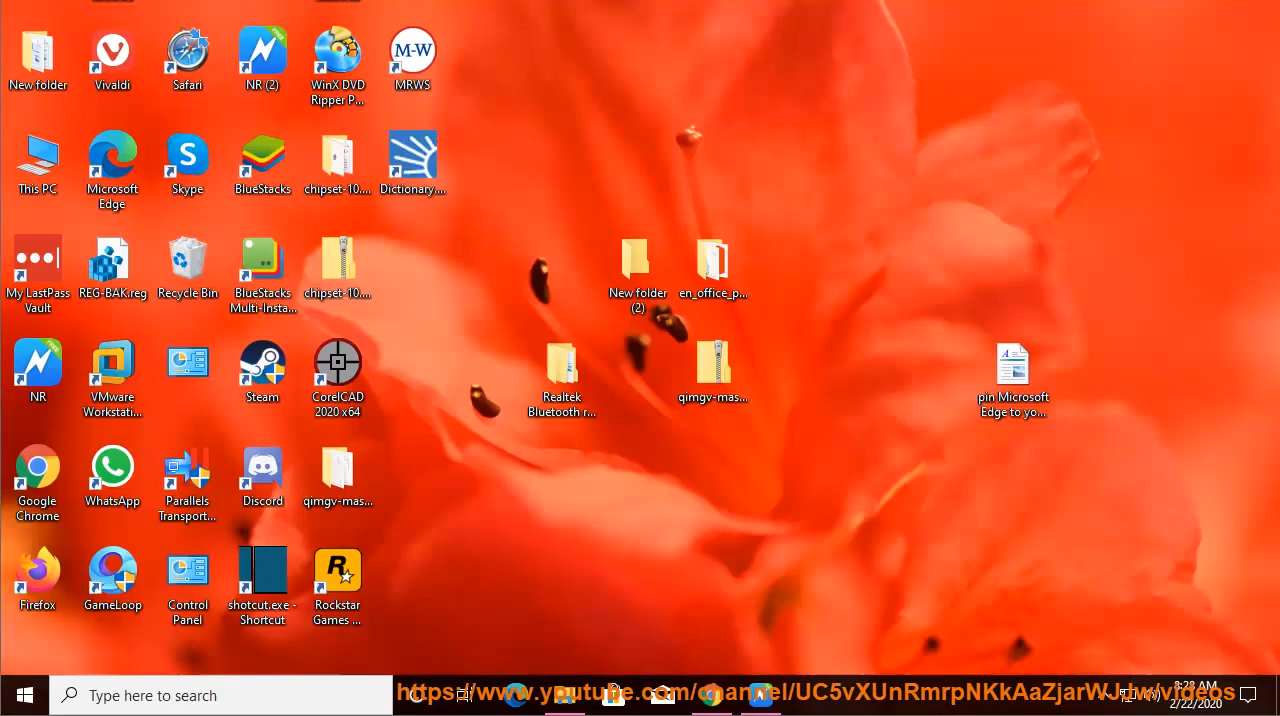 New folder
Vivaldi
Safari
NR (2)
WinX DVD
Ripper P...
M-W
MRWS
This PC
Microsoft
Edge
Skype
BlueStacks
chipset-10....
Dictionary....
My LastPass
Vault
REG-BAK.reg
Recycle Bin
BlueStacks
Multi-Insta...
chipset-10....
New folder
(2)
en_office_p...
NR
VMware
Workstati...
Steam
CorelCAD
2020 x64
Realtek
Bluetooth r...
qimgv-mas...
pin Microsoft
Edge to yo...
Google
Chrome
WhatsApp
Parallels
Transport...
Discord
qimgv-mas...
Firefox
GameLoop
Control
Panel
shotcut.exe -
Shortcut
Rockstar
Games ...
Type here to search
2/22/2020